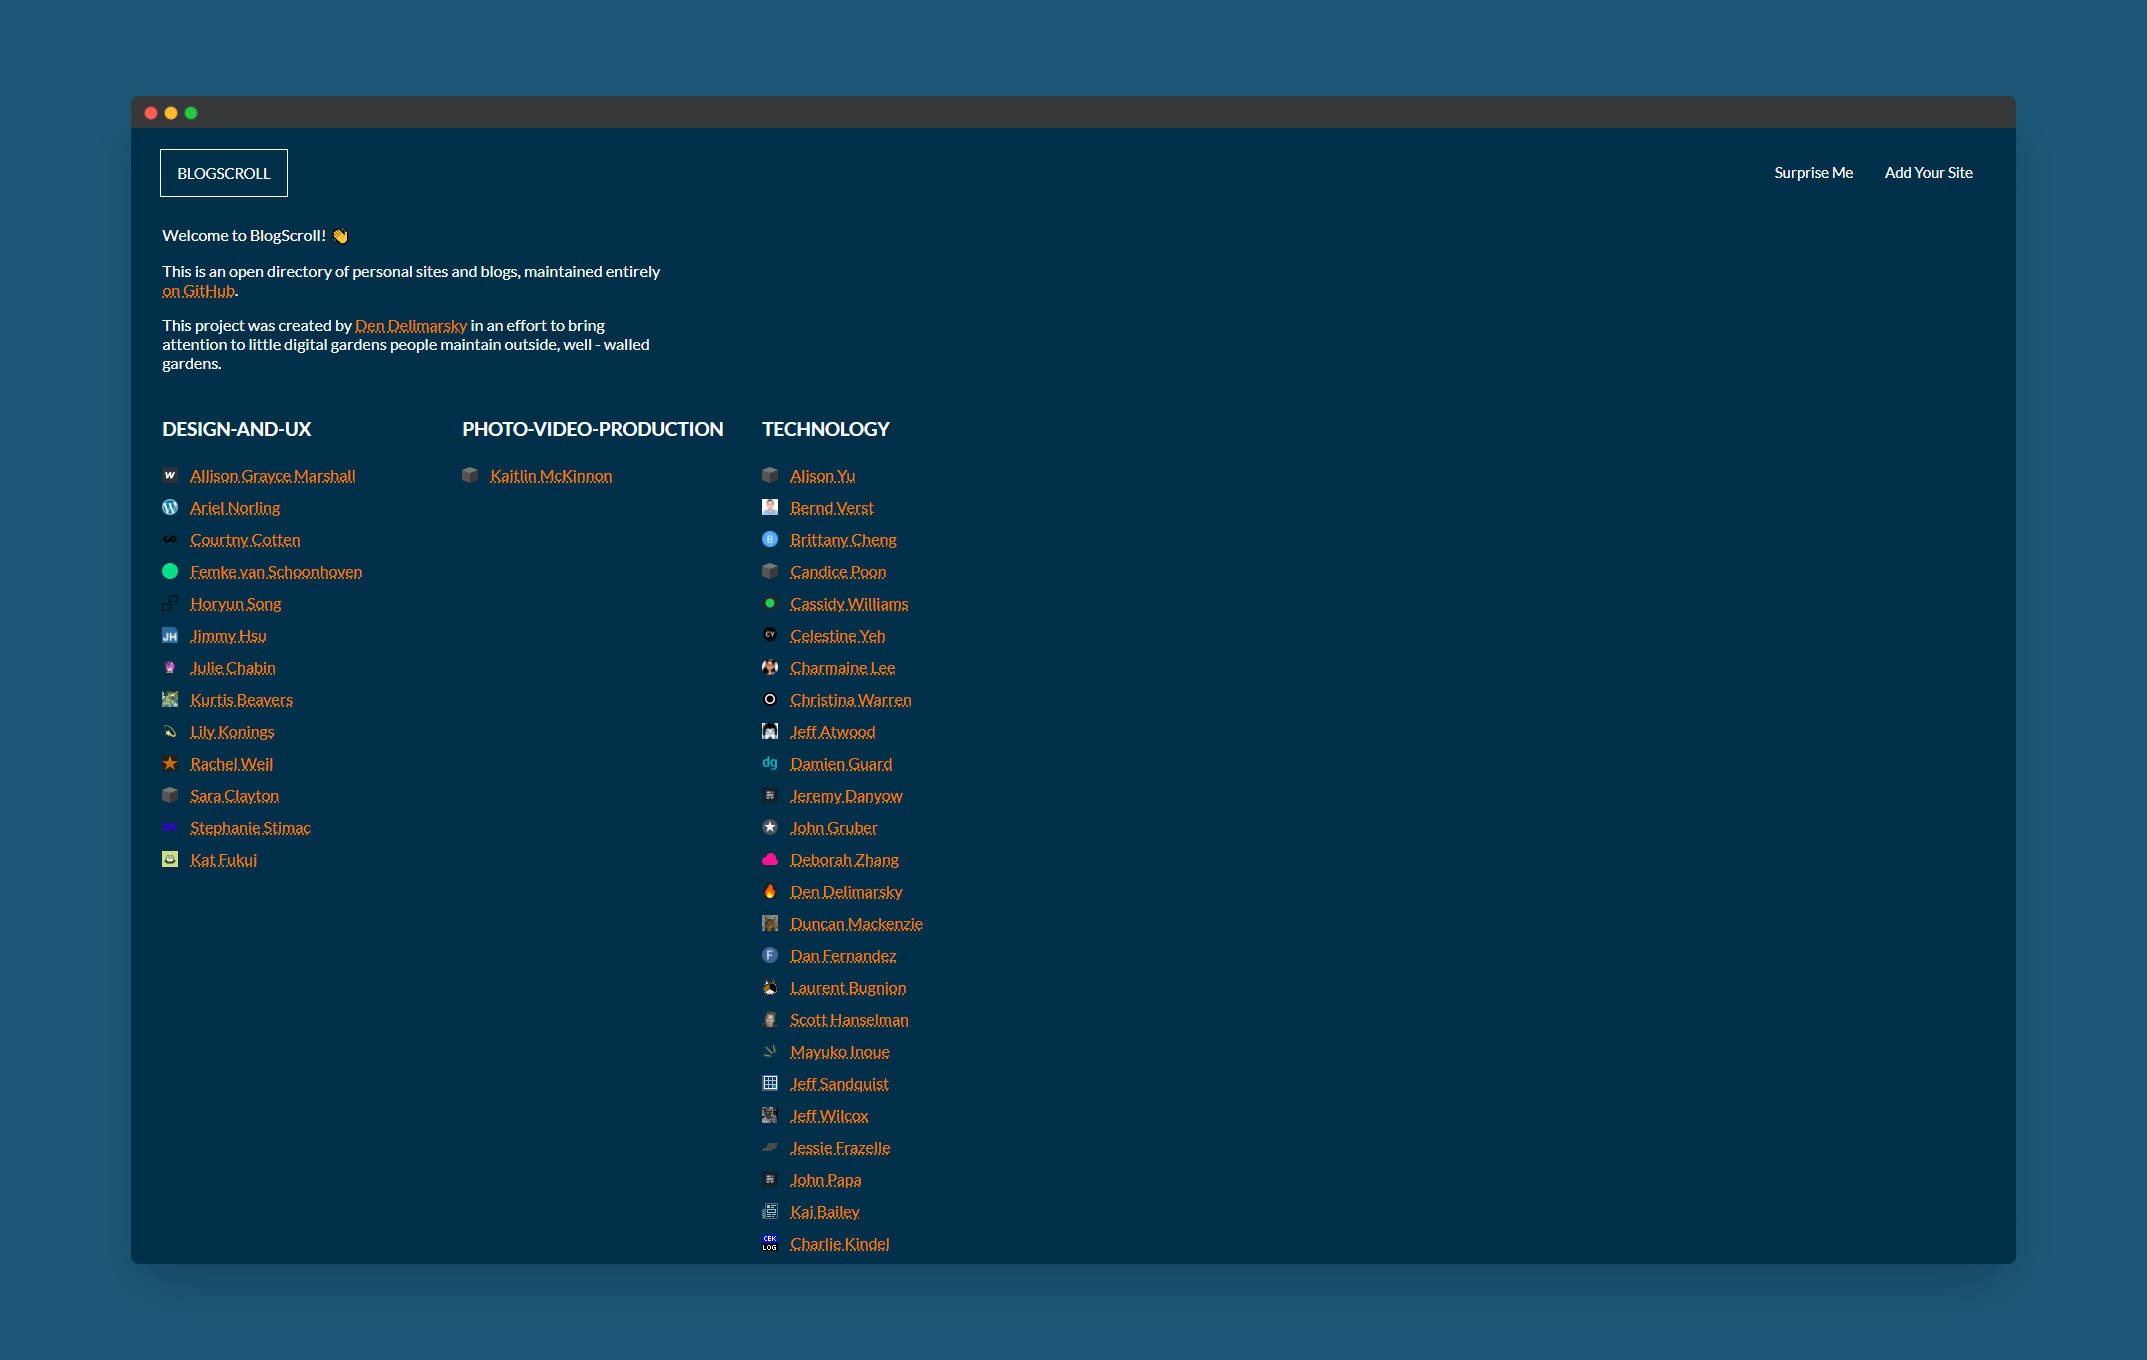 BLOGSCROLL
Surprise Me
Add Your Site
Welcome to BlogScroll! 👋
This is an open directory of personal sites and blogs, maintained entirely
on GitHub.
This project was created by Den Delimarsky in an effort to bring
attention to little digital gardens people maintain outside, well - walled
gardens.
DESIGN-AND-UX
Allison Grayce Marshall
Ariel Norling
Courtny Cotten
Femke van Schoonhoven
Horyun Song
JH Jimmy Hsu
Julie Chabin
Kurtis Beavers
Lily Konings
Rachel Weil
Sara Clayton
Stephanie Stimac
Kat Fukui
PHOTO-VIDEO-PRODUCTION
Kaitlin McKinnon
TECHNOLOGY
Alison Yu
Bernd Verst
B Brittany Cheng
Candice Poon
Cassidy Williams
CY Celestine Yeh
Charmaine Lee
Christina Warren
Jeff Atwood
dg Damien Guard
Jeremy Danyow
John Gruber
Deborah Zhang
Den Delimarsky
Duncan Mackenzie
F Dan Fernandez
Laurent Bugnion
Scott Hanselman
Mayuko Inoue
Jeff Sandquist
Jeff Wilcox
Jessie Frazelle
John Papa
Kai Bailey
CEK LOG Charlie Kindel